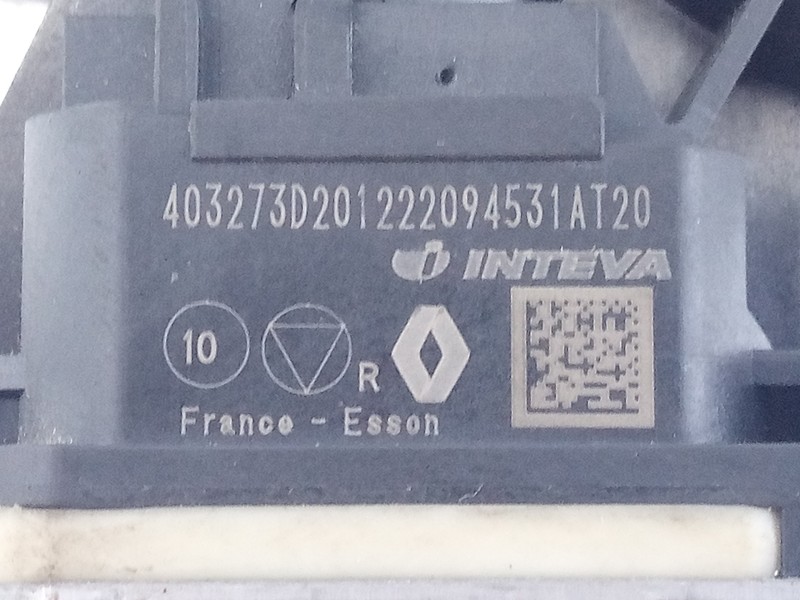 403273D201222094531AT20
INTEVA
10 R
France - Esson